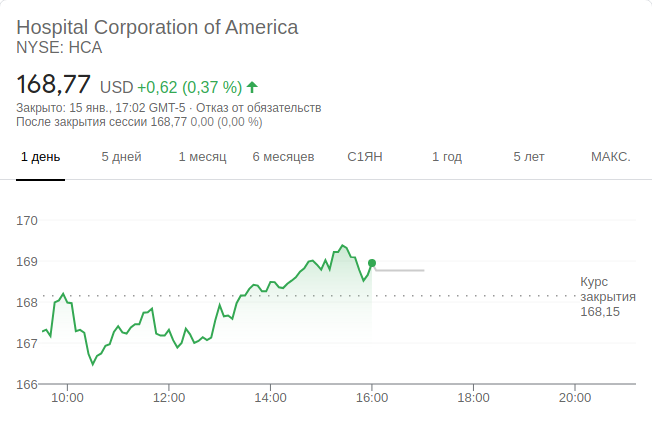 Hospital Corporation of America
NYSE: HCA
168,77 USD +0,62 (0,37 %)
Закрыто: 15 янв., 17:02 GMT-5 · Отказ от обязательств
После закрытия сессии 168,77 0,00 (0,00 %)
1 день 5 дней 1 месяц 6 месяцев С1ЯН 1 год 5 лет МАКС.
170
169
168
167
166
Курс
закрытия
168,15
10:00 12:00 14:00 16:00 18:00 20:00